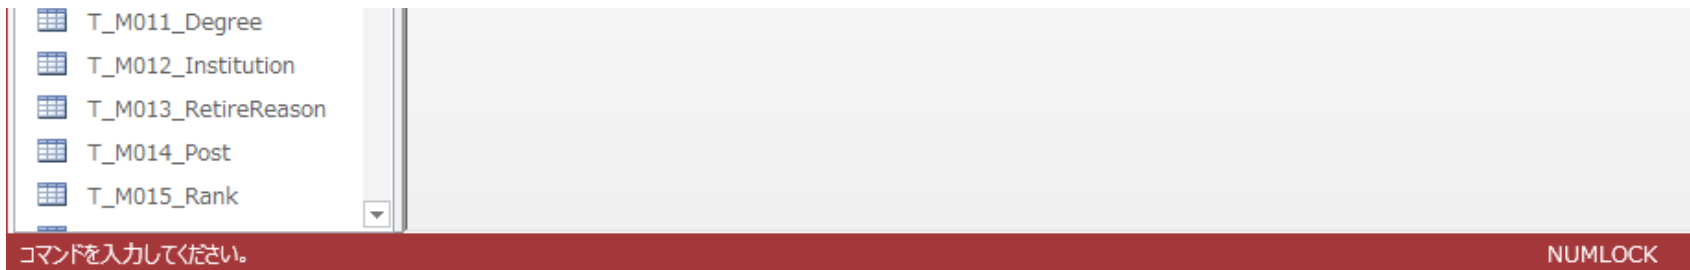 T_M011_Degree
T_M012_Institution
T_M013_RetireReason
T_M014_Post
T_M015_Rank
コマンドを入力してください。
NUMLOCK